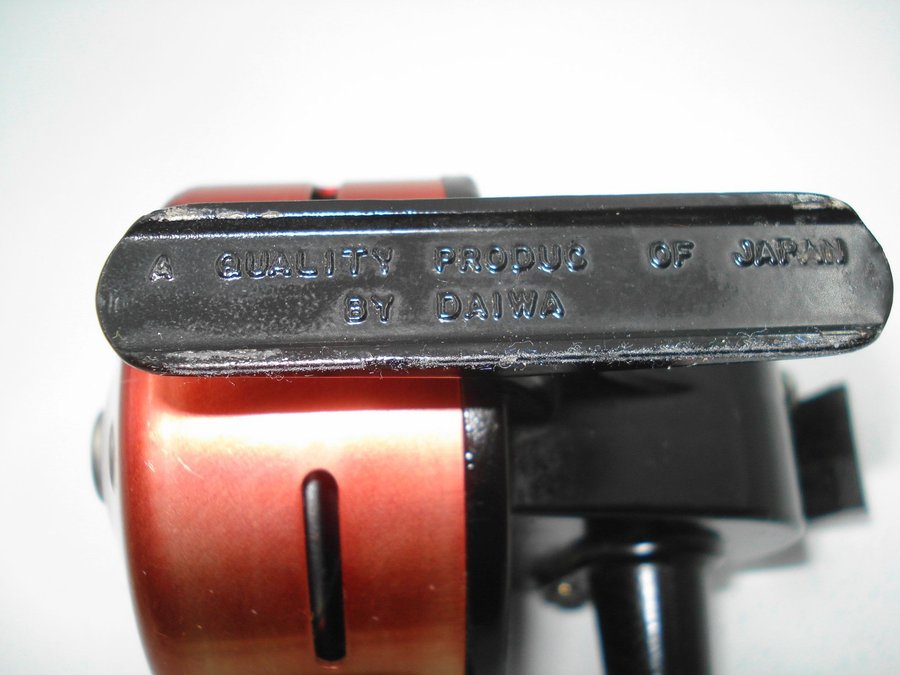 A QUALITY PRODUC OF JAPAN
BY DAIWA